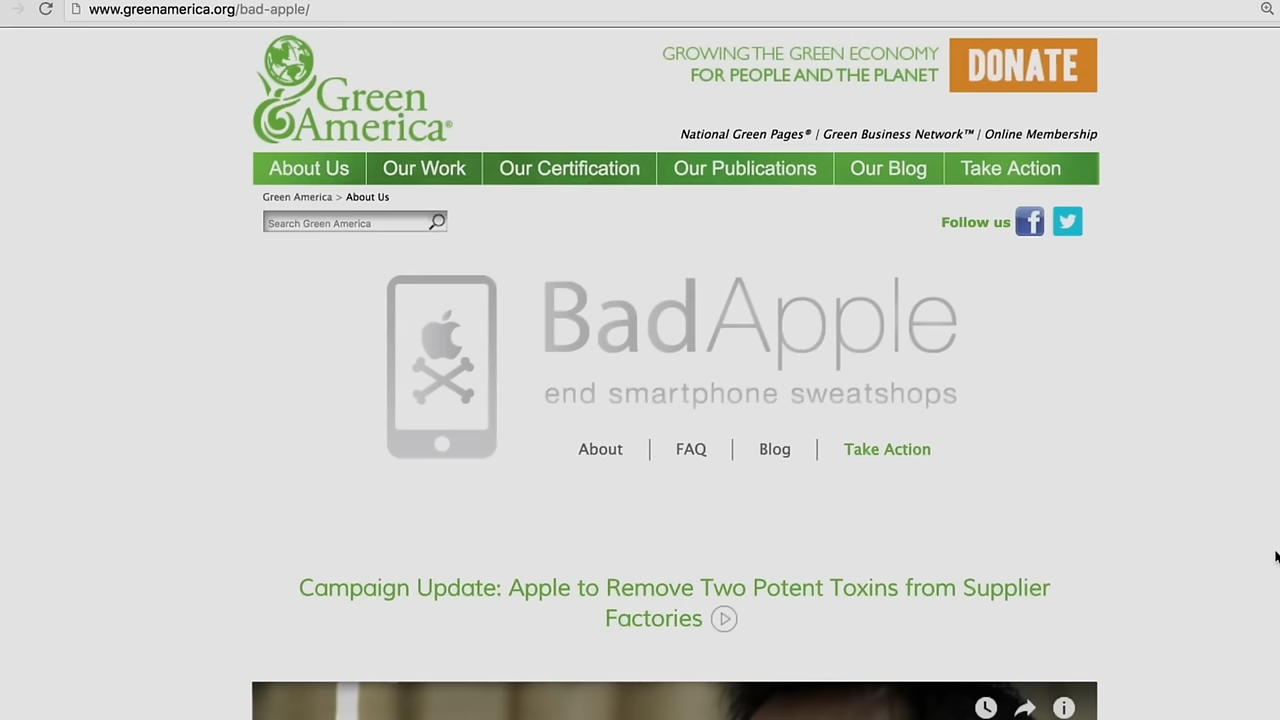 www.greenamerica.org/bad-apple/
Green
America®
GROWING THE GREEN ECONOMY
FOR PEOPLE AND THE PLANET
DONATE
National Green Pages® | Green Business Network™ | Online Membership
About Us Our Work Our Certification Our Publications Our Blog Take Action
Green America > About Us
Search Green America
Follow us f
BadApple
end smartphone sweatshops
About | FAQ | Blog | Take Action
Campaign Update: Apple to Remove Two Potent Toxins from Supplier
Factories